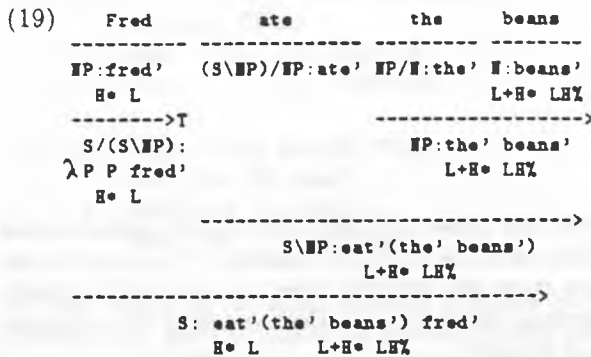 (19) Fred ate the beans
---------- ---------------- --------- --------
NP:fred' (S\NP)/NP:ate' NP/N:the' N:beans'
H* L L+H* LH%
--------->T ------------------>
S/(S\NP): NP:the' beans'
λP P fred' L+H* LH%
H* L
------------------------------->
S\NP:eat'(the' beans')
L+H* LH%
---------------------------------------->
S: eat'(the' beans') fred'
H* L L+H* LH%